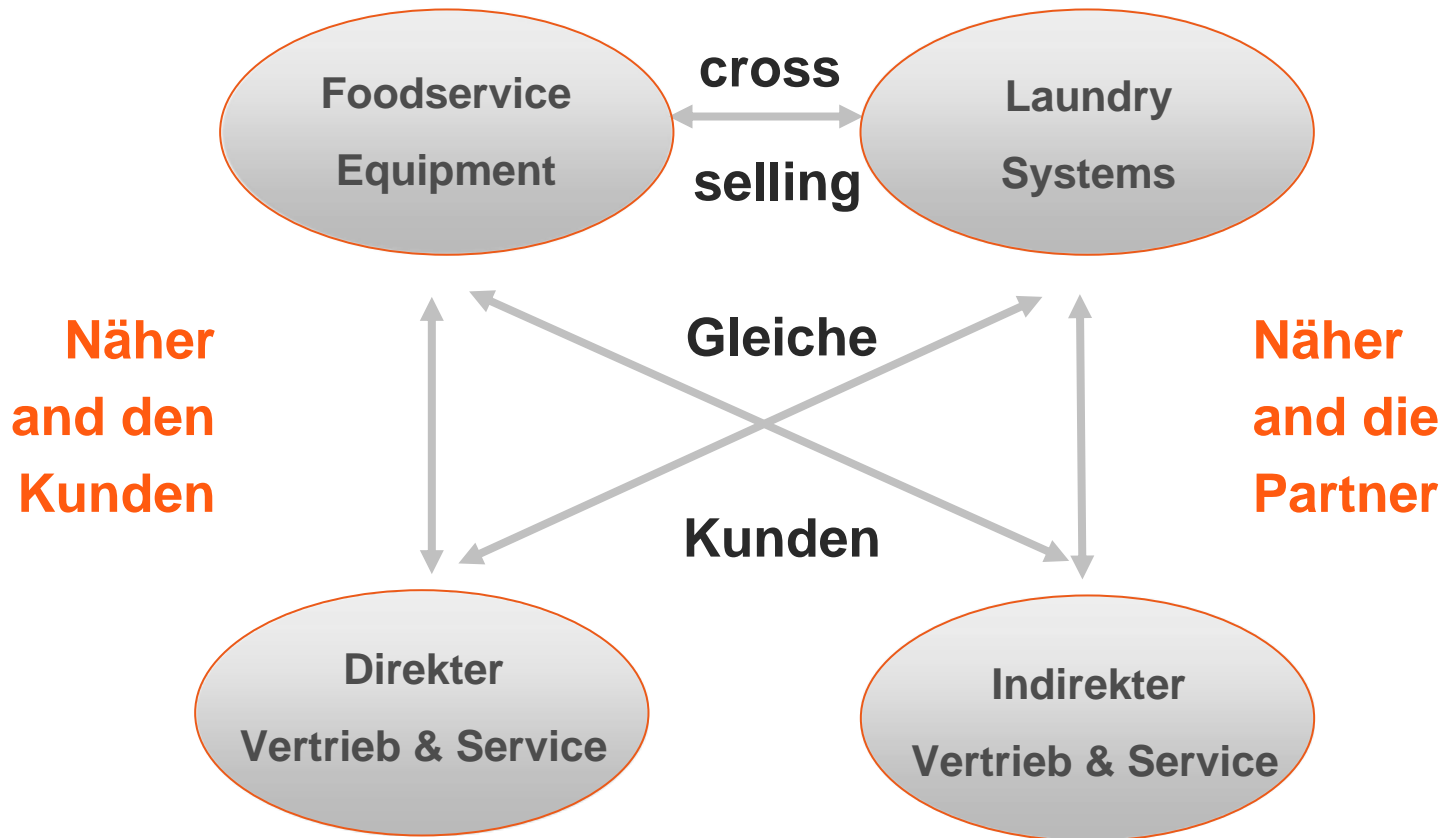 Foodservice
Equipment
cross
selling
Laundry
Systems
Näher
and den
Kunden
Gleiche
Kunden
Näher
and die
Partner
Direkter
Vertrieb & Service
Indirekter
Vertrieb & Service